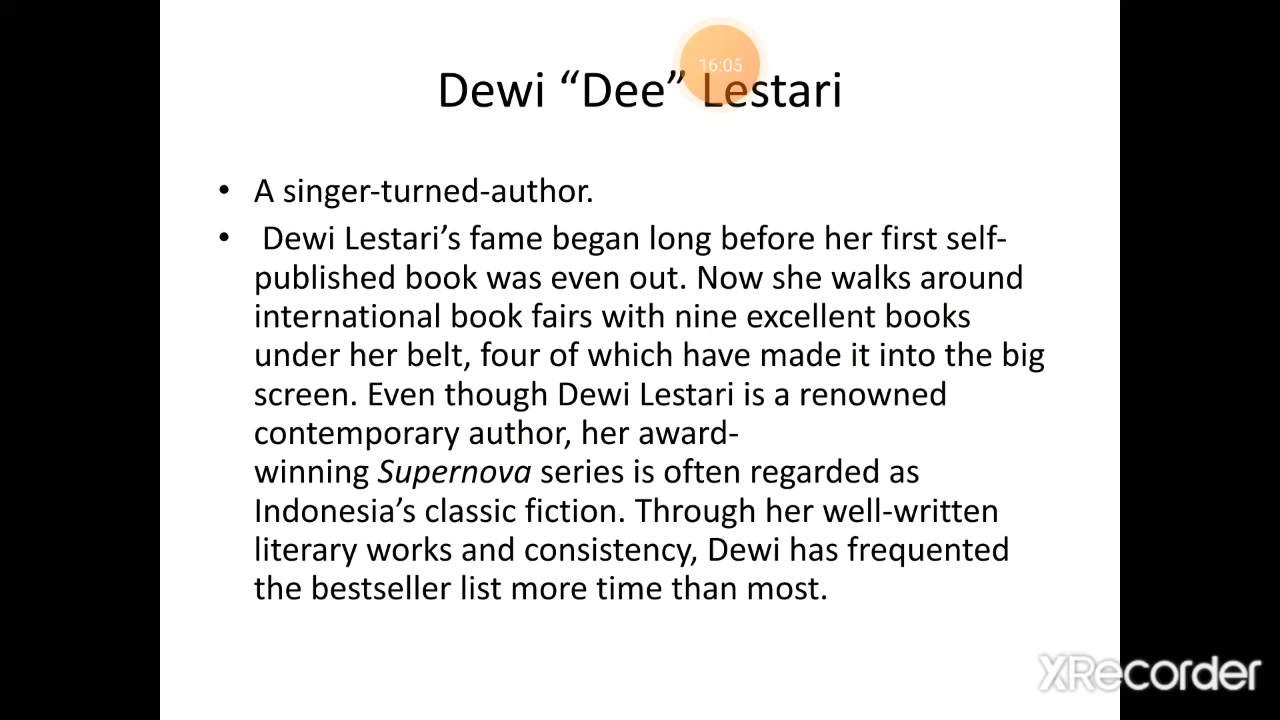 16:05
Dewi “Dee” Lestari
• A singer-turned-author.
• Dewi Lestari’s fame began long before her first self-
published book was even out. Now she walks around
international book fairs with nine excellent books
under her belt, four of which have made it into the big
screen. Even though Dewi Lestari is a renowned
contemporary author, her award-
winning Supernova series is often regarded as
Indonesia’s classic fiction. Through her well-written
literary works and consistency, Dewi has frequented
the bestseller list more time than most.
XRecorder